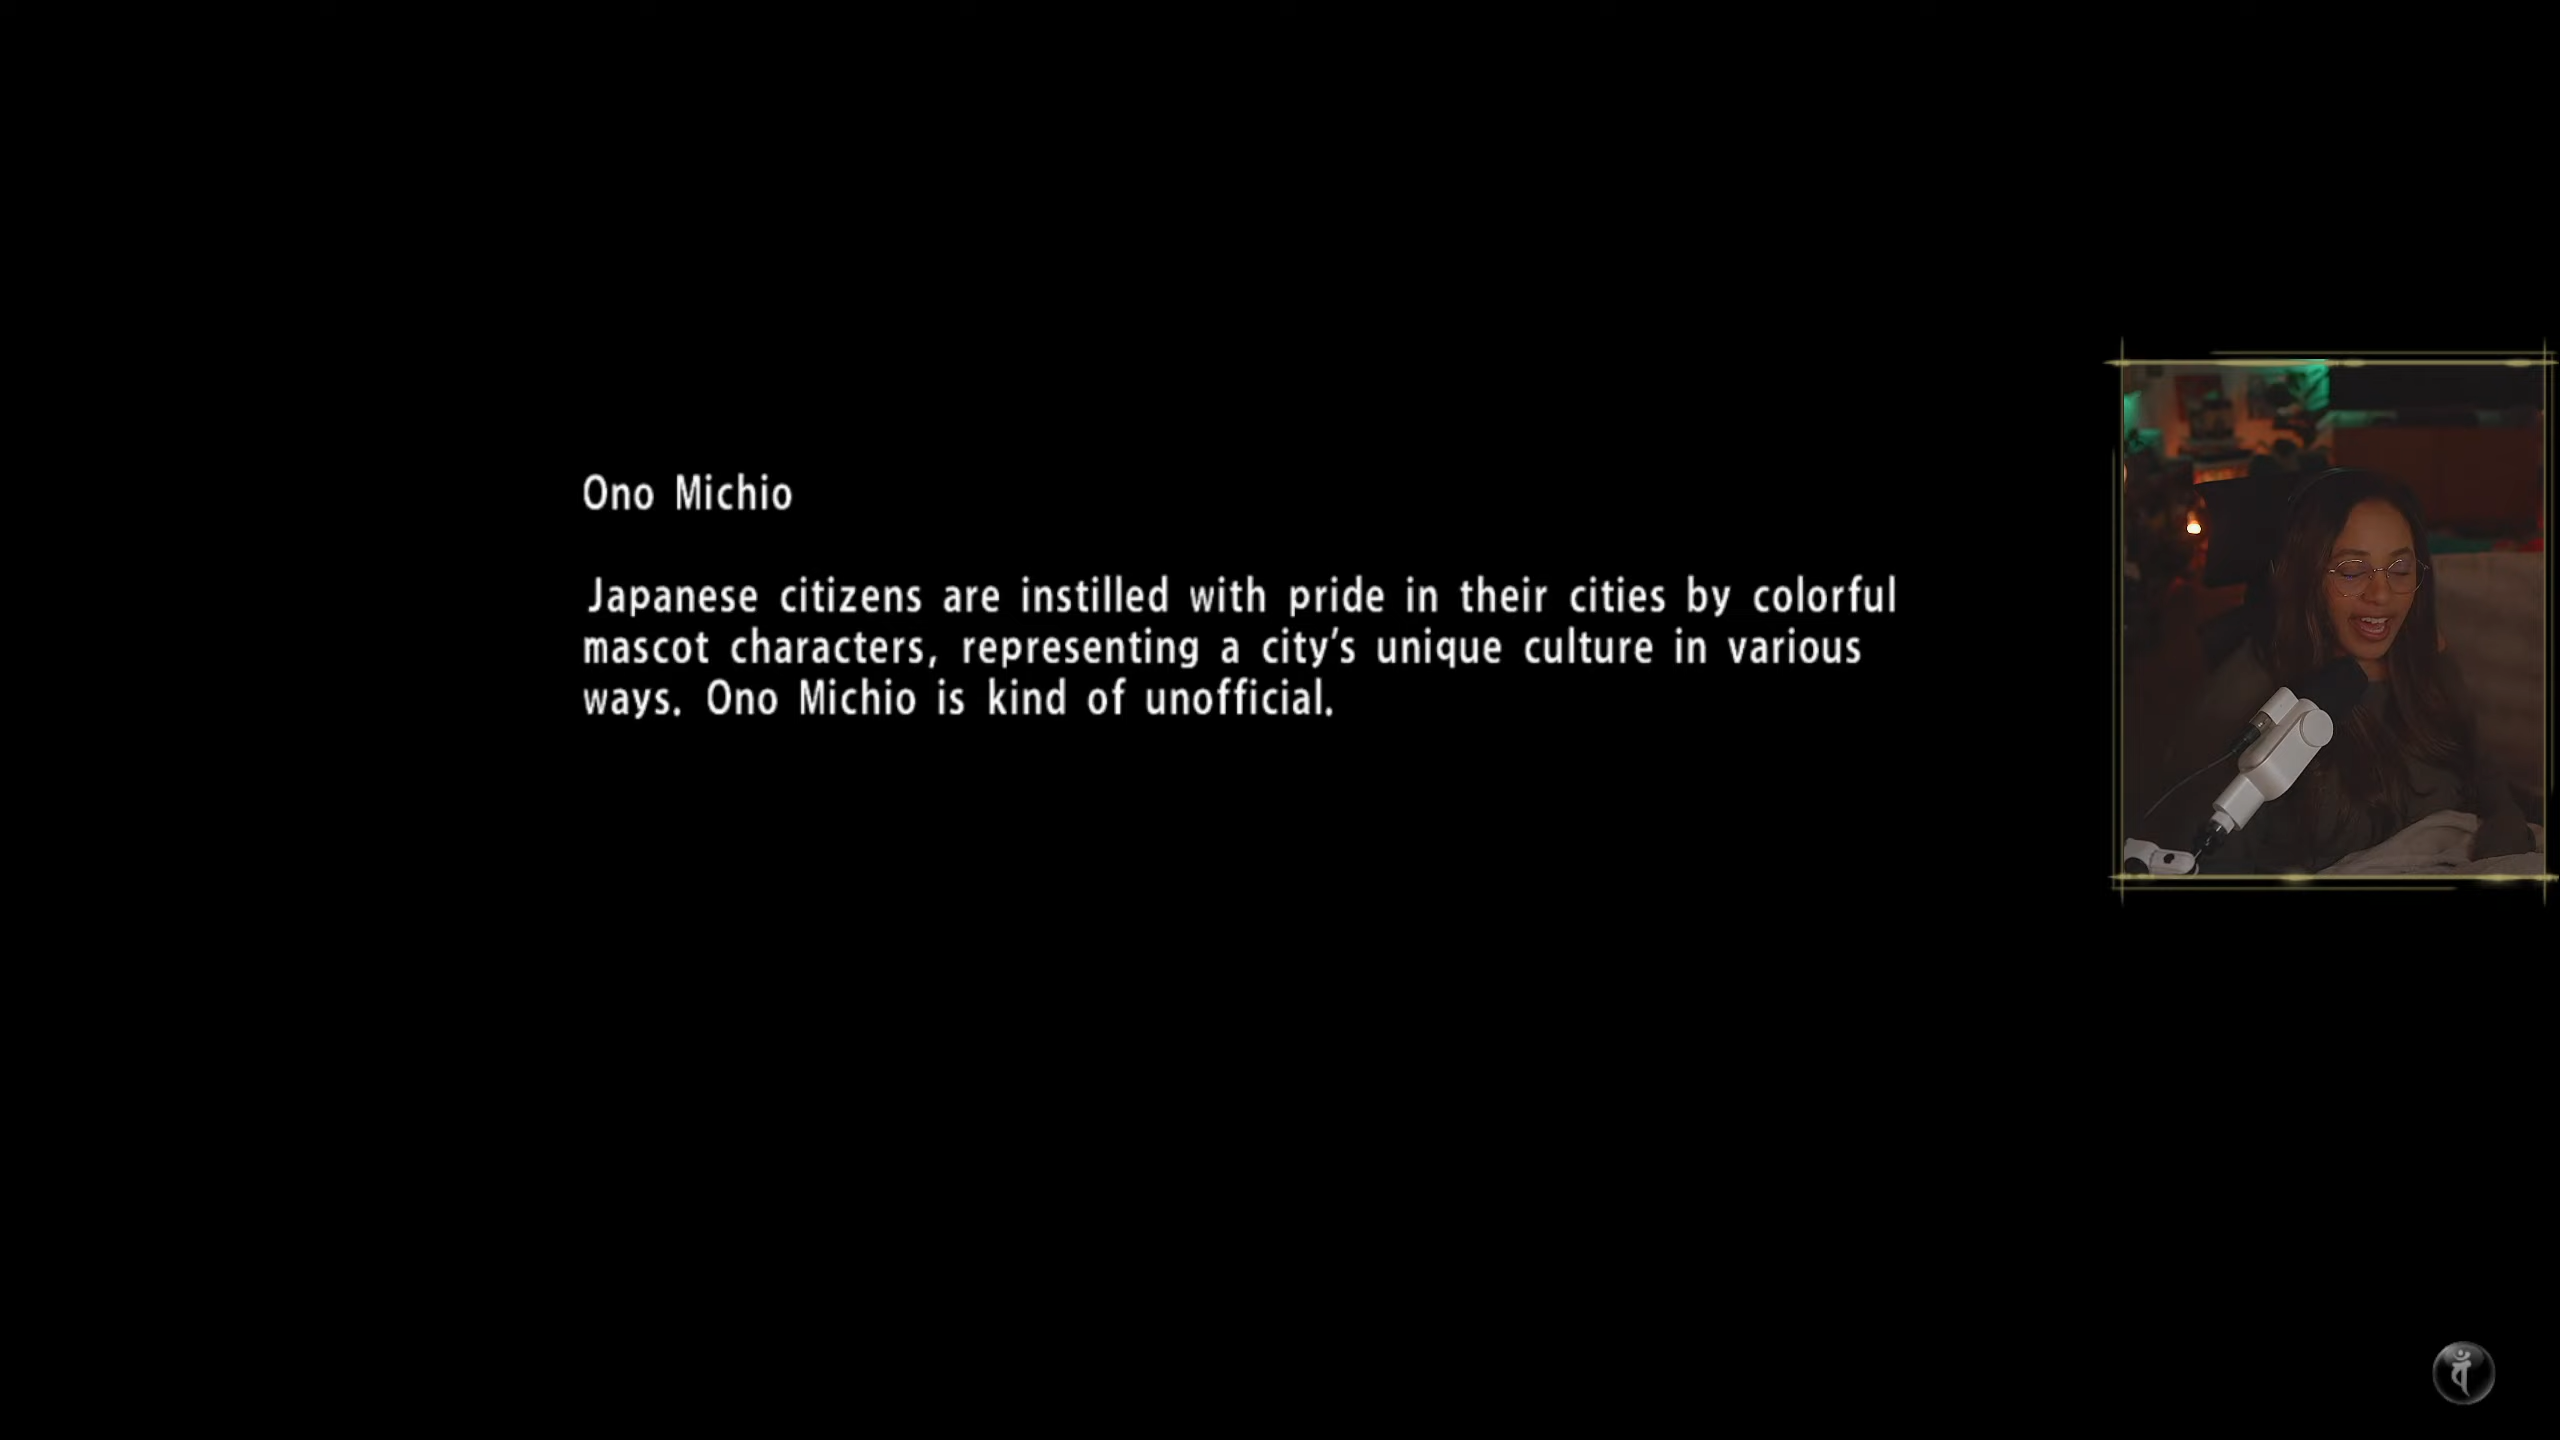 Ono Michio
Japanese citizens are instilled with pride in their cities by colorful
mascot characters, representing a city's unique culture in various
ways. Ono Michio is kind of unofficial.